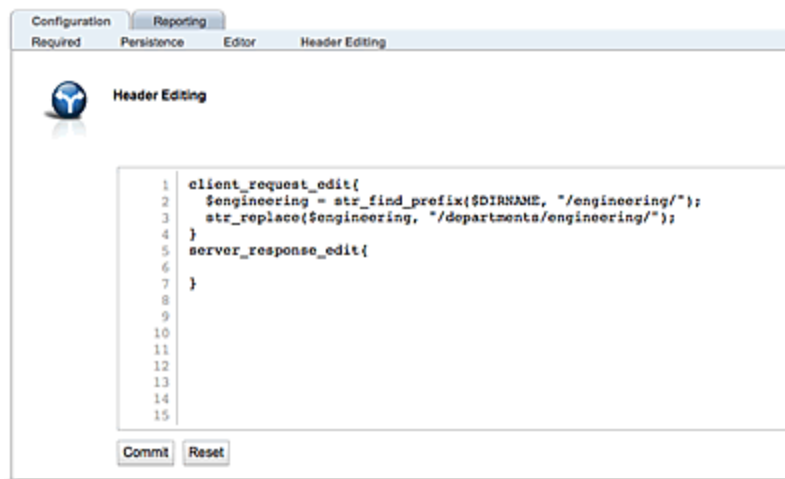 Configuration Reporting
Required Persistence Editor Header Editing
Header Editing
1 client_request_edit{
2 $engineering = str_find_prefix($DIRNAME, "/engineering/");
3 str_replace($engineering, "/departments/engineering/");
4 }
5 server_response_edit{
6
7 }
8
9
10
11
12
13
14
15
Commit Reset